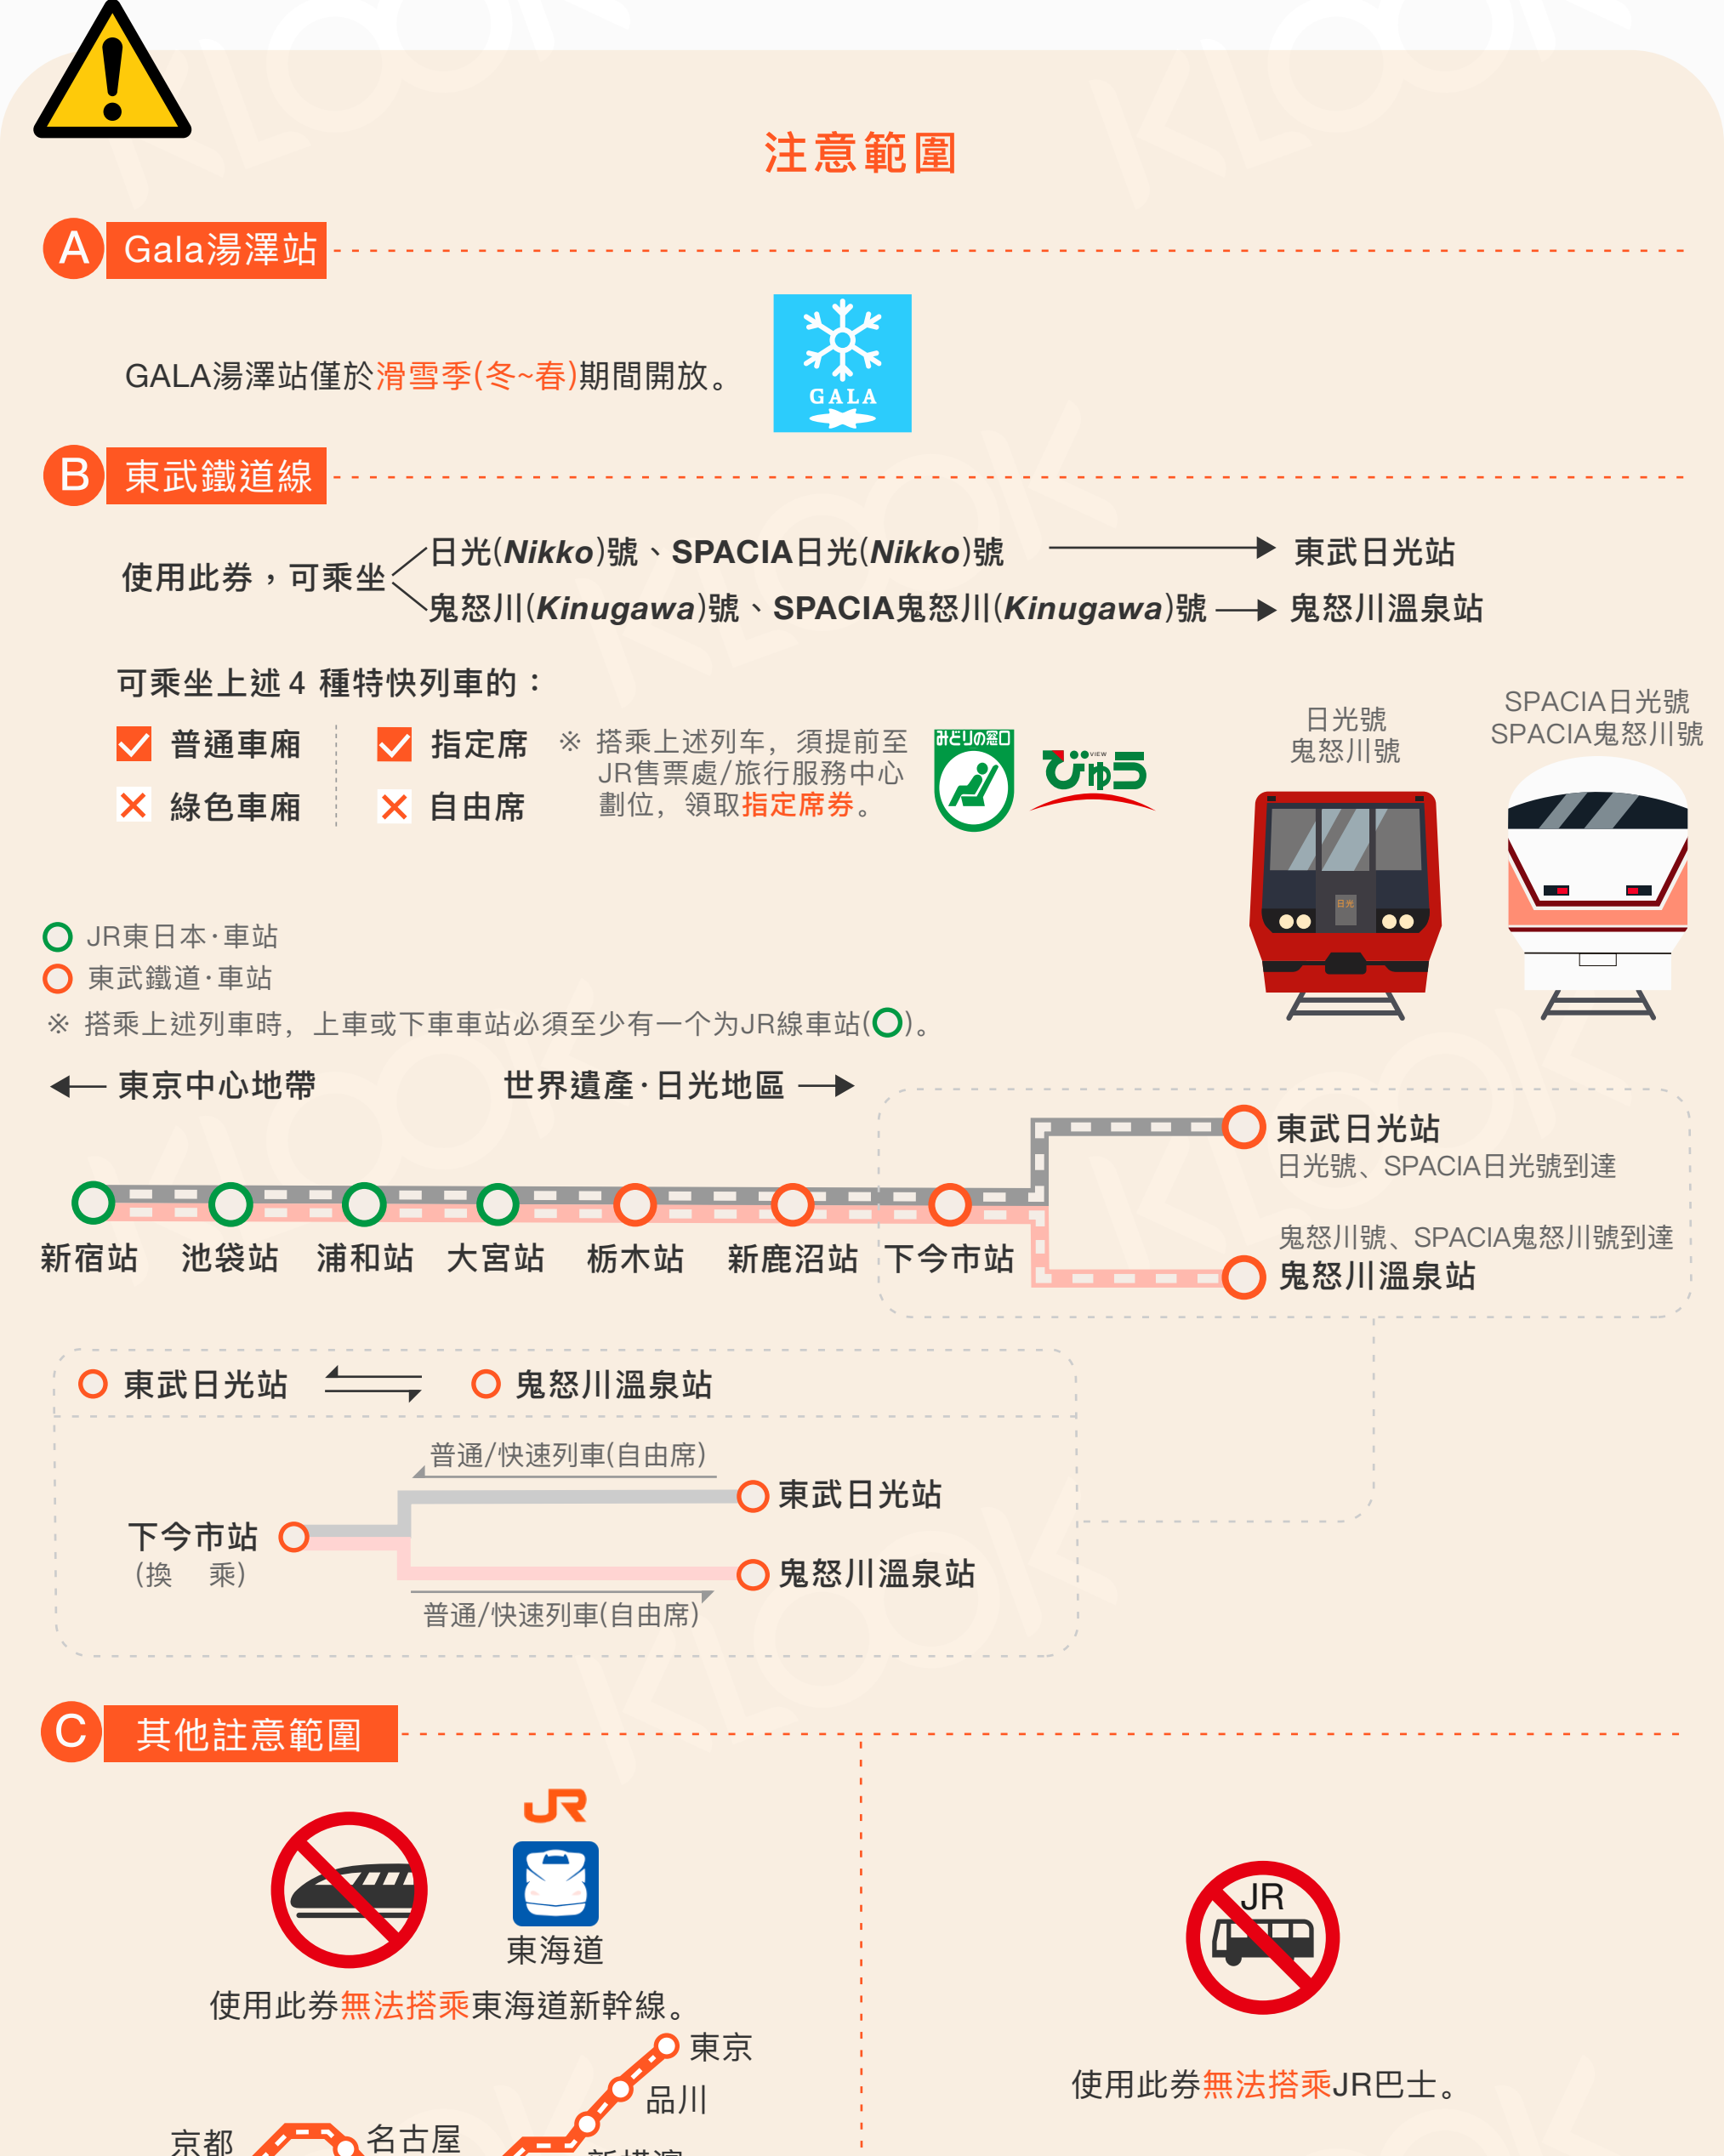 注意範圍
A Gala湯澤站
GALA湯澤站僅於滑雪季(冬~春)期間開放。
GALA
B 東武鐵道線
使用此券，可乘坐
日光(Nikko)號、SPACIA日光(Nikko)號
東武日光站
鬼怒川(Kinugawa)號、SPACIA鬼怒川(Kinugawa)號
鬼怒川溫泉站
可乘坐上述4 種特快列車的：
普通車廂
指定席
綠色車廂
自由席
※ 搭乘上述列车，須提前至
JR售票處/旅行服務中心
劃位，領取指定席券。
みどりの窓口
VIEW
びゅう
日光號
鬼怒川號
SPACIA日光號
SPACIA鬼怒川號
日光
JR東日本·車站
東武鐵道·車站
※ 搭乘上述列車時，上車或下車車站必須至少有一个为JR線車站( )。
東京中心地帶
世界遺產·日光地區
東武日光站
日光號、SPACIA日光號到達
新宿站
池袋站
浦和站
大宮站
栃木站
新鹿沼站
下今市站
鬼怒川號、SPACIA鬼怒川號到達
鬼怒川溫泉站
東武日光站
鬼怒川溫泉站
普通/快速列車(自由席)
東武日光站
下今市站
(換 乘)
鬼怒川溫泉站
普通/快速列車(自由席)
C 其他註意範圍
JR
東海道
使用此券無法搭乘東海道新幹線。
東京
品川
名古屋
京都
JR
使用此券無法搭乘JR巴士。
KLOOK
KLOOK
KLOOK
KLOOK
KLOOK
KLOOK